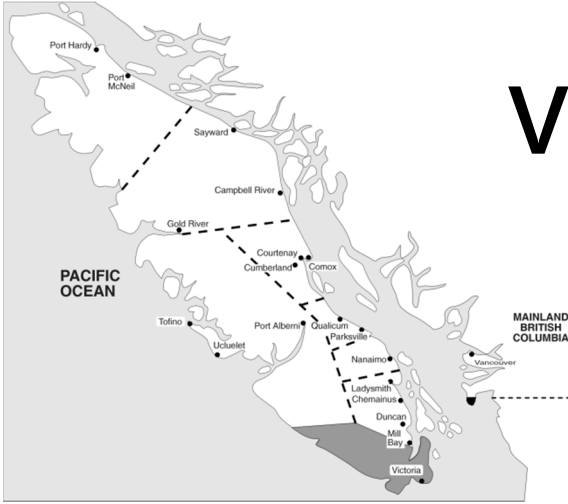 Port Hardy
Port
McNeil
V
Sayward
Campbell River
Gold River
Courtenay
Cumberland
Comox
PACIFIC
OCEAN
Tofino
Port Alberni
Qualicum
Parksville
MAINLAND
BRITISH
COLUMBIA
Ucluelet
Nanaimo
Vancouver
Ladysmith
Chemainus
Duncan
Mill
Bay
Victoria